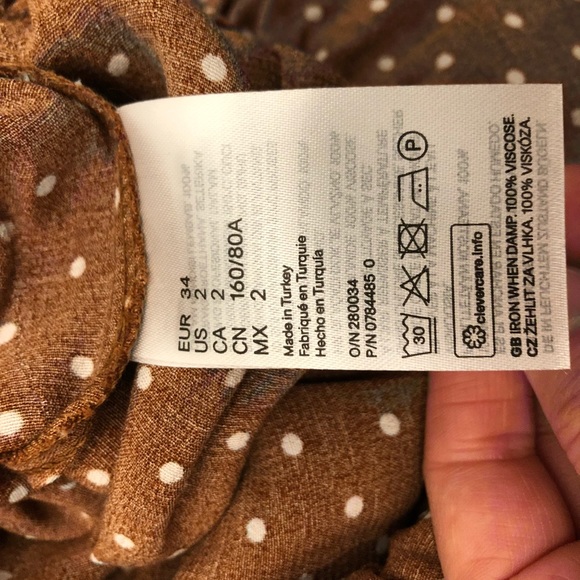 EUR 34
US 2
CA 2
CN 160/80A
MX 2
Made in Turkey
Fabriqué en Turquie
Hecho en Turquia
O/N 280034
P/N 0784485 0
30
P
clevercare.info
GB IRON WHEN DAMP. 100% VISCOSE.
CZ ŽEHLIT ZA VLHKA. 100% VISKÓZA.